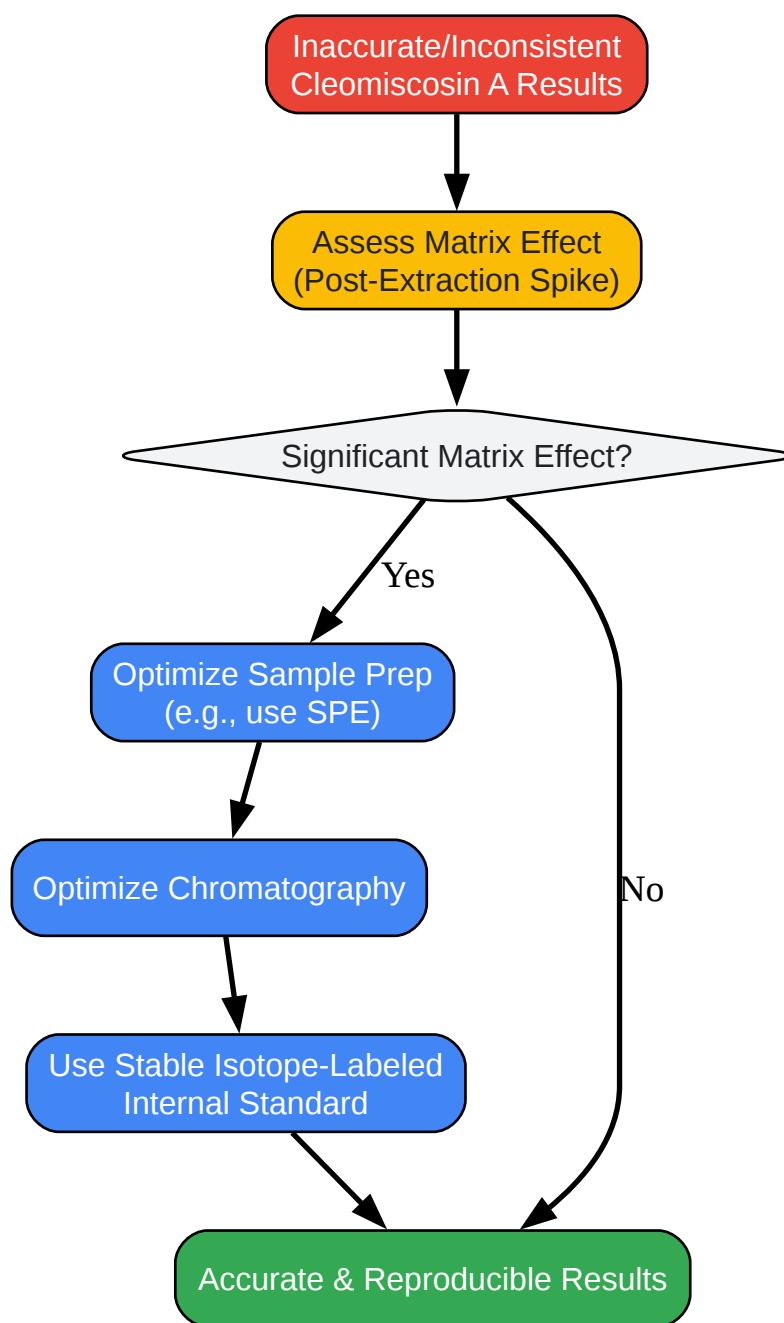 Inaccurate/Inconsistent
Cleomiscosin A Results
Assess Matrix Effect
(Post-Extraction Spike)
Significant Matrix Effect?
Yes
Optimize Sample Prep
(e.g., use SPE)
Optimize Chromatography
No
Use Stable Isotope-Labeled
Internal Standard
Accurate & Reproducible Results